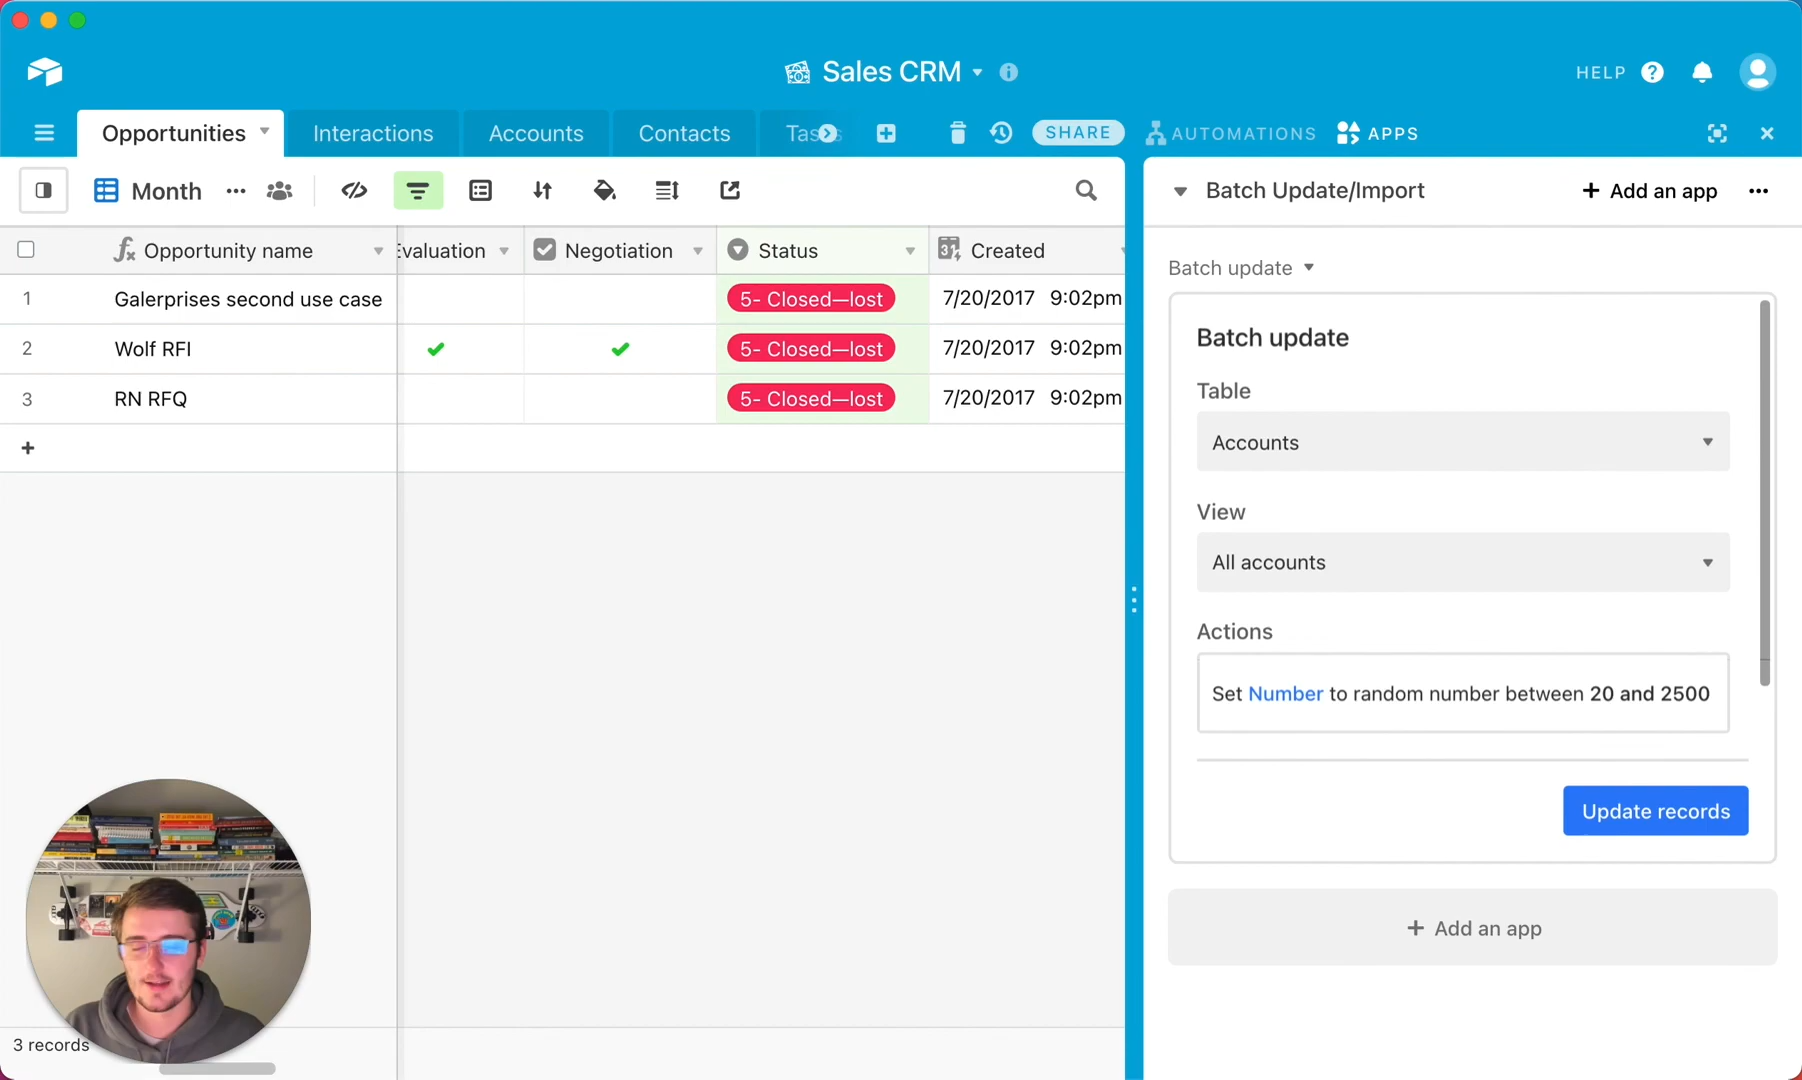 Sales CRM
HELP
Opportunities
Interactions
Accounts
Contacts
Tasks
SHARE
AUTOMATIONS
APPS
Month
Batch Update/Import
Add an app
Opportunity name
Evaluation
Negotiation
Status
31
Created
Batch update
1 Galerprises second use case 5- Closed—lost 7/20/2017 9:02pm
2 Wolf RFI 5- Closed—lost 7/20/2017 9:02pm
3 RN RFQ 5- Closed—lost 7/20/2017 9:02pm
Batch update
Table
Accounts
View
All accounts
Actions
Set Number to random number between 20 and 2500
Update records
Add an app
3 records